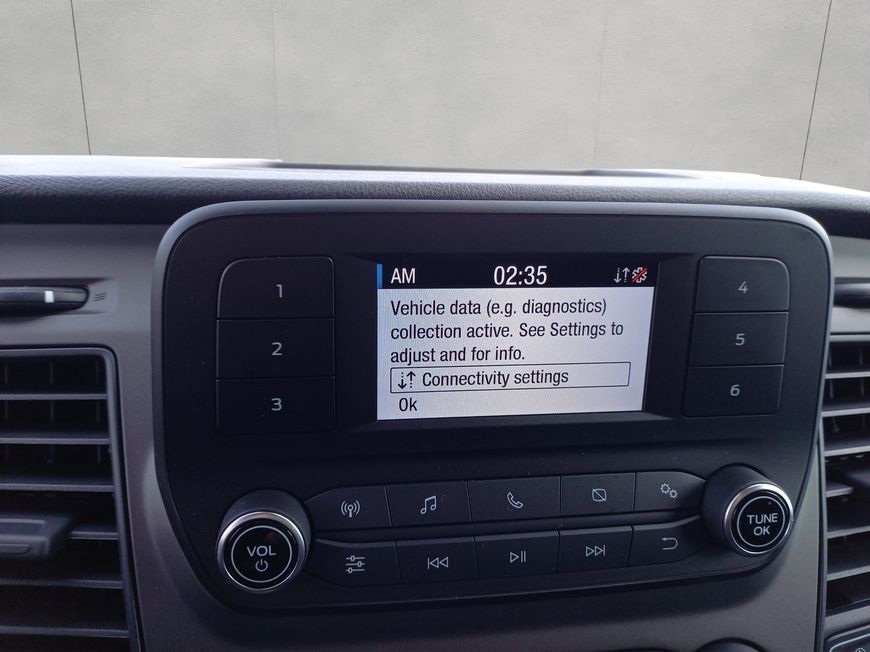 AM 02:35
Vehicle data (e.g. diagnostics)
collection active. See Settings to
adjust and for info.
Connectivity settings
Ok
1
2
3
4
5
6
VOL
TUNE
OK